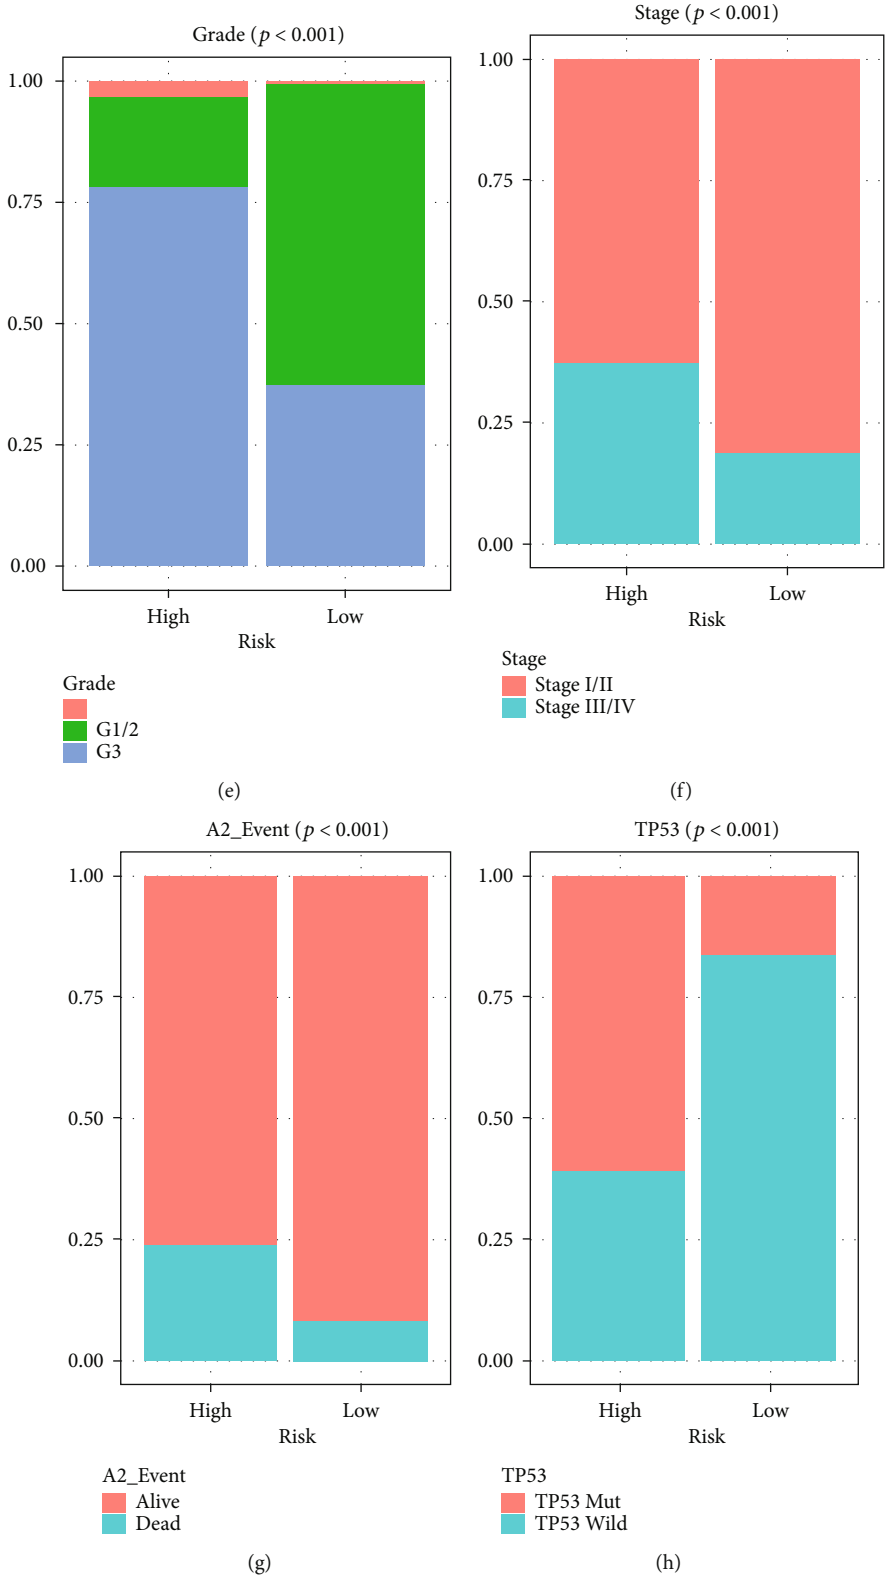 Grade (p < 0.001)
1.00
0.75
0.50
0.25
0.00
High Low
Risk
Grade
G1/2
G3
(e)
Stage (p < 0.001)
1.00
0.75
0.50
0.25
0.00
High Low
Risk
Stage
Stage I/II
Stage III/IV
(f)
A2_Event (p < 0.001)
1.00
0.75
0.50
0.25
0.00
High Low
Risk
A2_Event
Alive
Dead
(g)
TP53 (p < 0.001)
1.00
0.75
0.50
0.25
0.00
High Low
Risk
TP53
TP53 Mut
TP53 Wild
(h)